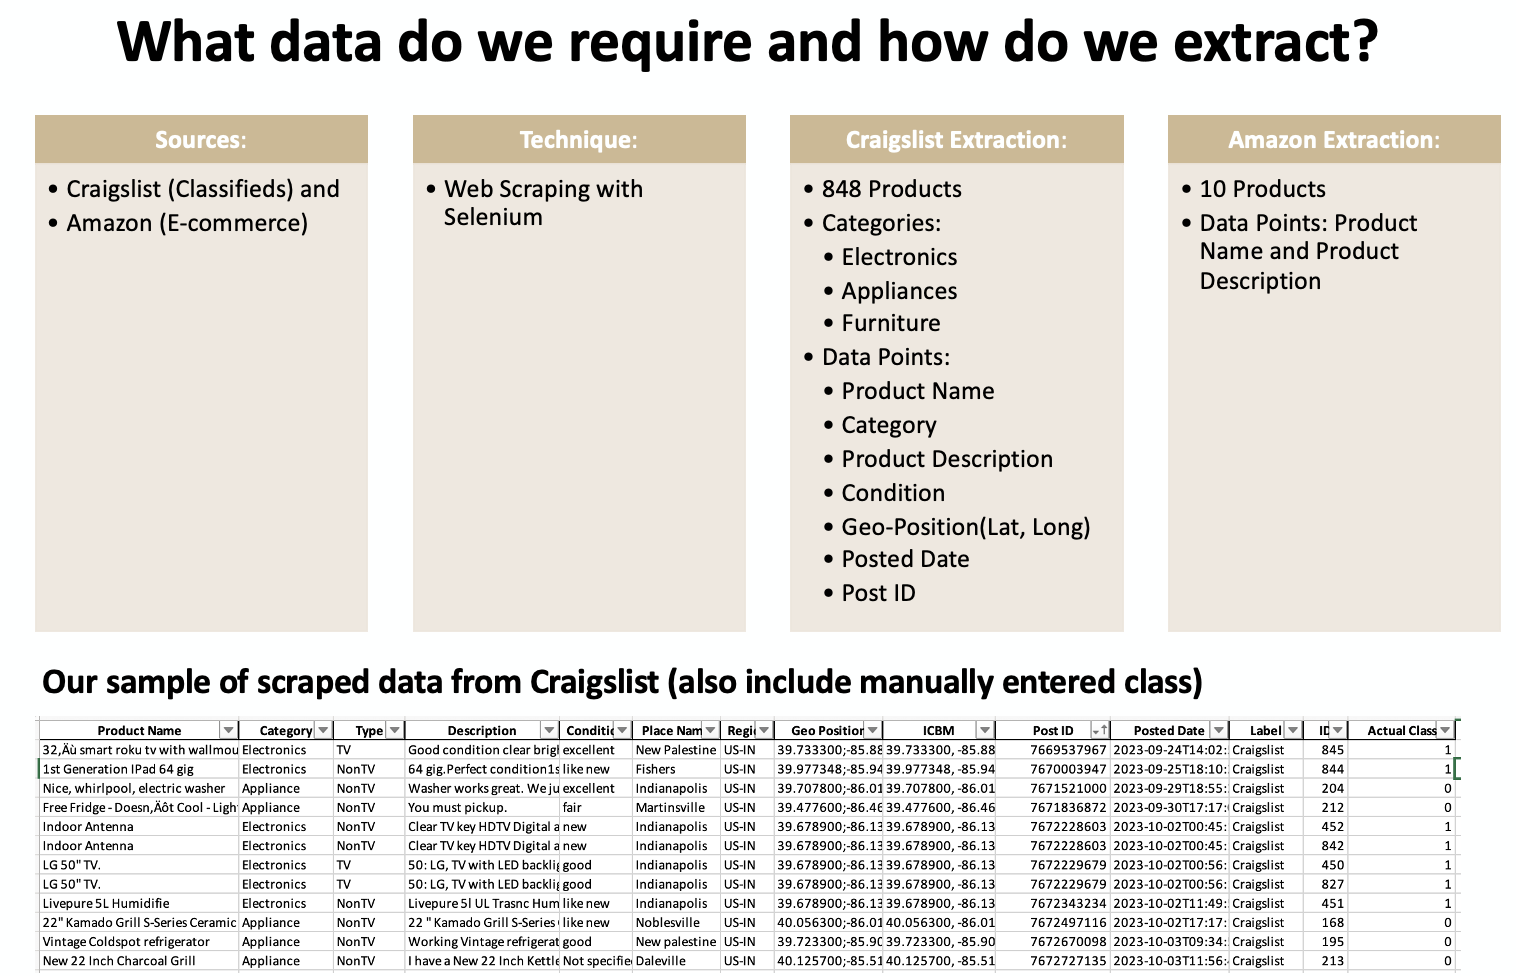 What data do we require and how do we extract?
Sources:
• Craigslist (Classifieds) and
• Amazon (E-commerce)
Technique:
• Web Scraping with
Selenium
Craigslist Extraction:
• 848 Products
• Categories:
• Electronics
• Appliances
• Furniture
• Data Points:
• Product Name
• Category
• Product Description
• Condition
• Geo-Position(Lat, Long)
• Posted Date
• Post ID
Amazon Extraction:
• 10 Products
• Data Points: Product
Name and Product
Description
Our sample of scraped data from Craigslist (also include manually entered class)
Product Name Category Type Description Conditi Place Nam Regi Geo Position ICBM Post ID Posted Date Label ID Actual Class
32‚Äù smart roku tv with wallmou Electronics TV Good condition clear brigl excellent New Palestine US-IN 39.733300;-85.88 39.733300, -85.88 7669537967 2023-09-24T14:02: Craigslist 845 1
1st Generation IPad 64 gig Electronics NonTV 64 gig.Perfect condition1s like new Fishers US-IN 39.977348;-85.94 39.977348, -85.94 7670003947 2023-09-25T18:10: Craigslist 844 1
Nice, whirlpool, electric washer Appliance NonTV Washer works great. We ju excellent Indianapolis US-IN 39.707800;-86.01 39.707800, -86.01 7671521000 2023-09-29T18:55: Craigslist 204 0
Free Fridge - Doesn‚Äôt Cool - Ligh Appliance NonTV You must pickup. fair Martinsville US-IN 39.477600;-86.46 39.477600, -86.46 7671836872 2023-09-30T17:17: Craigslist 212 0
Indoor Antenna Electronics NonTV Clear TV key HDTV Digital a new Indianapolis US-IN 39.678900;-86.13 39.678900, -86.13 7672228603 2023-10-02T00:45: Craigslist 452 1
Indoor Antenna Electronics NonTV Clear TV key HDTV Digital a new Indianapolis US-IN 39.678900;-86.13 39.678900, -86.13 7672228603 2023-10-02T00:45: Craigslist 842 1
LG 50" TV. Electronics TV 50: LG, TV with LED backlig good Indianapolis US-IN 39.678900;-86.13 39.678900, -86.13 7672229679 2023-10-02T00:56: Craigslist 450 1
LG 50" TV. Electronics TV 50: LG, TV with LED backlig good Indianapolis US-IN 39.678900;-86.13 39.678900, -86.13 7672229679 2023-10-02T00:56: Craigslist 827 1
Livepure 5L Humidifie Electronics NonTV Livepure 5l UL Trasnc Hum like new Indianapolis US-IN 39.678900;-86.13 39.678900, -86.13 7672343234 2023-10-02T11:49: Craigslist 451 1
22" Kamado Grill S-Series Ceramic Appliance NonTV 22 " Kamado Grill S-Series like new Noblesville US-IN 40.056300;-86.01 40.056300, -86.01 7672497116 2023-10-02T17:17: Craigslist 168 0
Vintage Coldspot refrigerator Appliance NonTV Working Vintage refrigerat good New palestine US-IN 39.723300;-85.90 39.723300, -85.90 7672670098 2023-10-03T09:34: Craigslist 195 0
New 22 Inch Charcoal Grill Appliance NonTV I have a New 22 Inch Kettle Not specifie Daleville US-IN 40.125700;-85.51 40.125700, -85.51 7672727135 2023-10-03T11:56: Craigslist 213 0